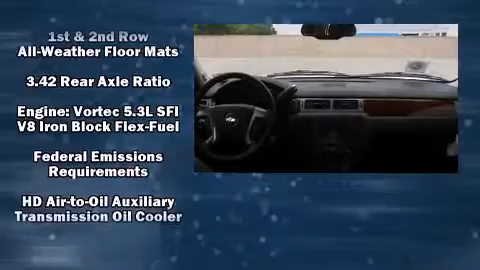 1st & 2nd Row
All-Weather Floor Mats
3.42 Rear Axle Ratio
Engine: Vortec 5.3L SFI
V8 Iron Block Flex-Fuel
Federal Emissions
Requirements
HD Air-to-Oil Auxiliary
Transmission Oil Cooler